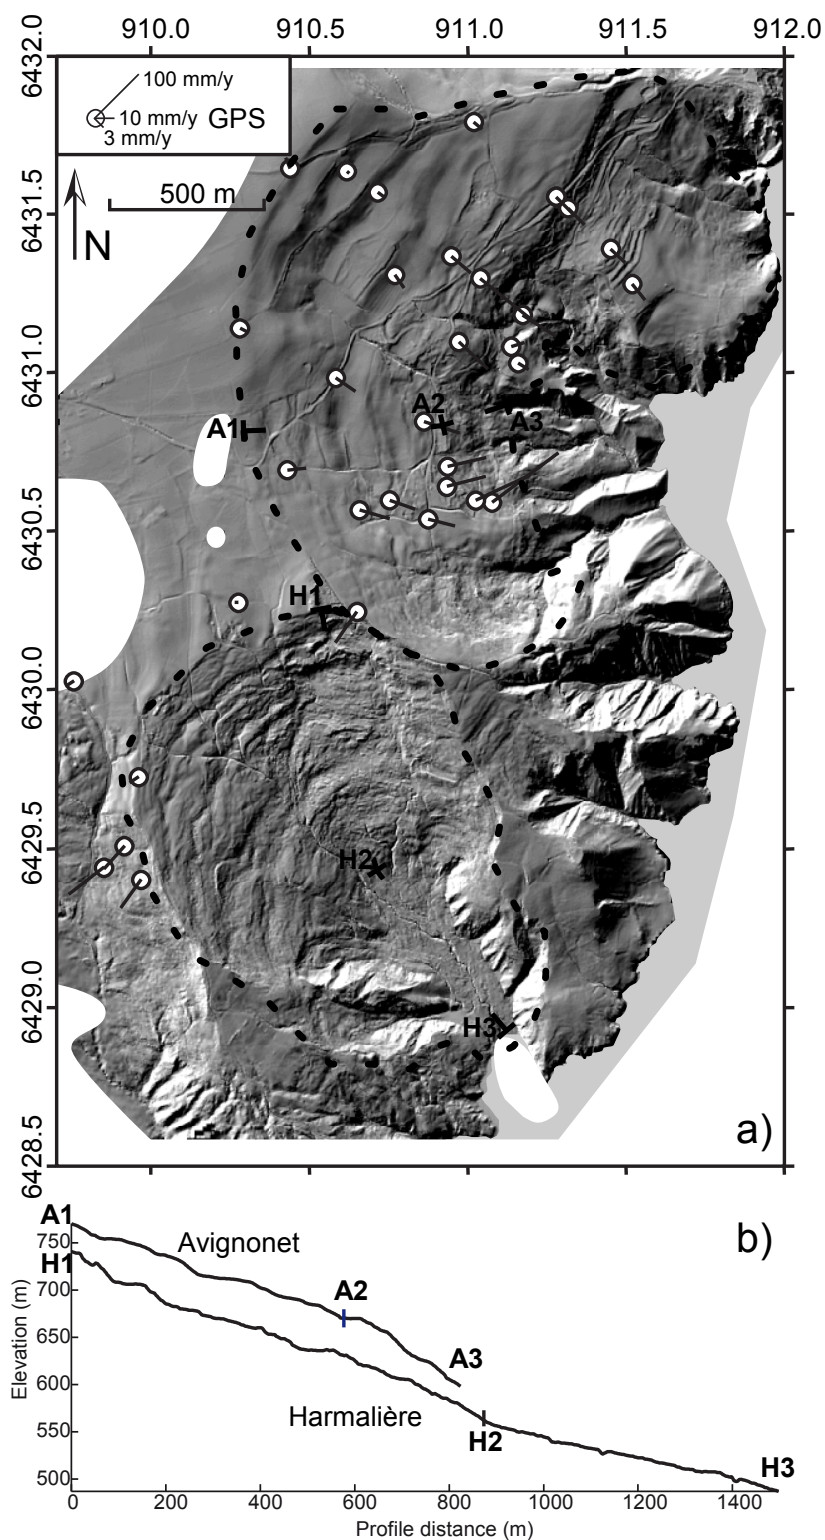 910.0 910.5 911.0 911.5 912.0
6432.0
100 mm/y
10 mm/y GPS
3 mm/y
500 m
6431.5
N
6431.0
A2
A1 A3
6430.5
H1
6430.0
6429.5
H2
6429.0
H3
a)
6428.5
A1
b)
750
Avignonet
H1
700
A2
650
A3
600
Harmalière
550
H2
500
H3
Elevation (m)
0 200 400 600 800 1000 1200 1400
Profile distance (m)